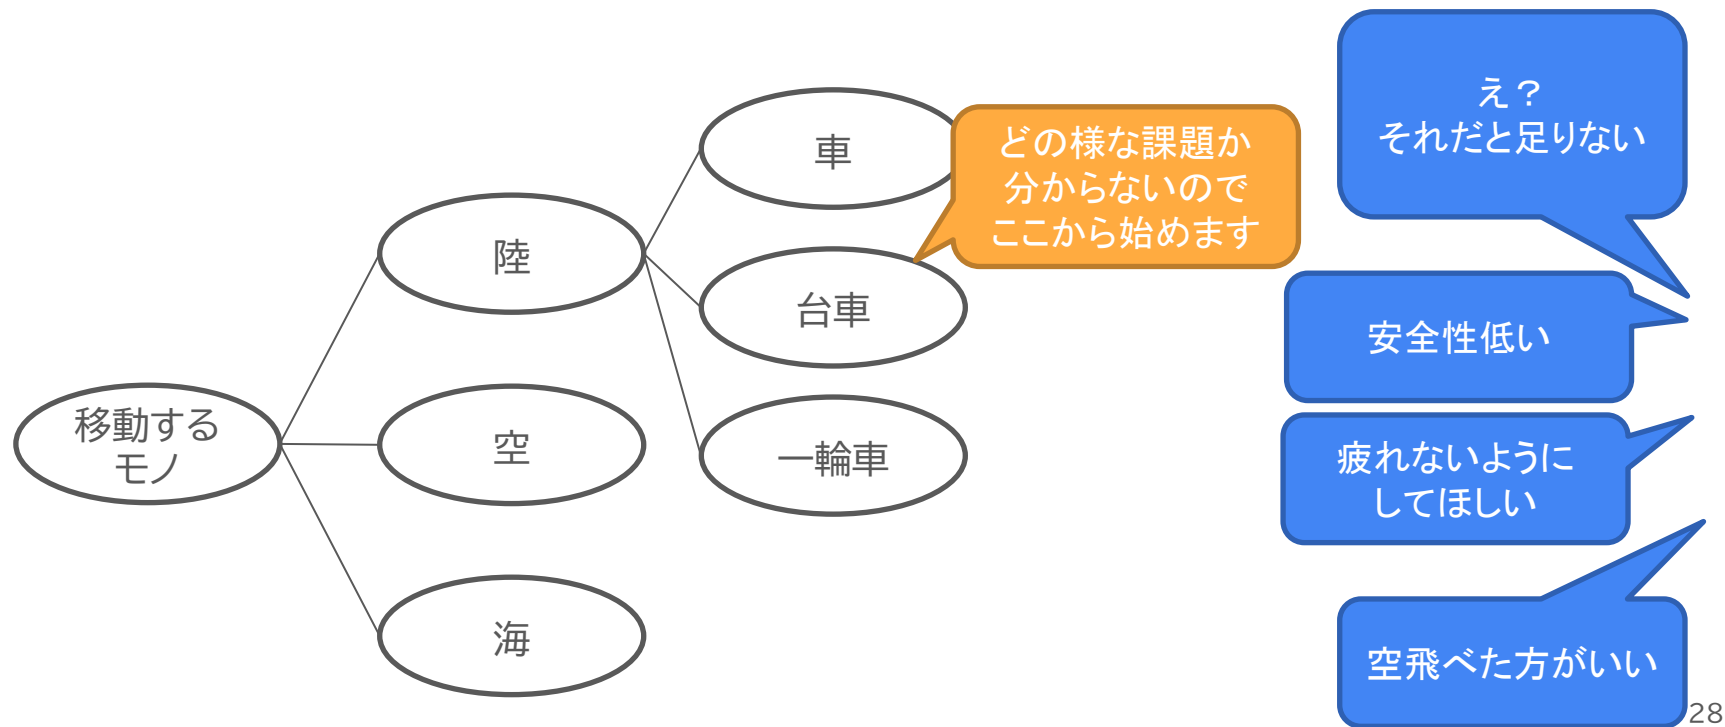 移動する
モノ
陸
空
海
車
台車
一輪車
どの様な課題か
分からないので
ここから始めます
え？
それだと足りない
安全性低い
疲れないように
してほしい
空飛べた方がいい
28